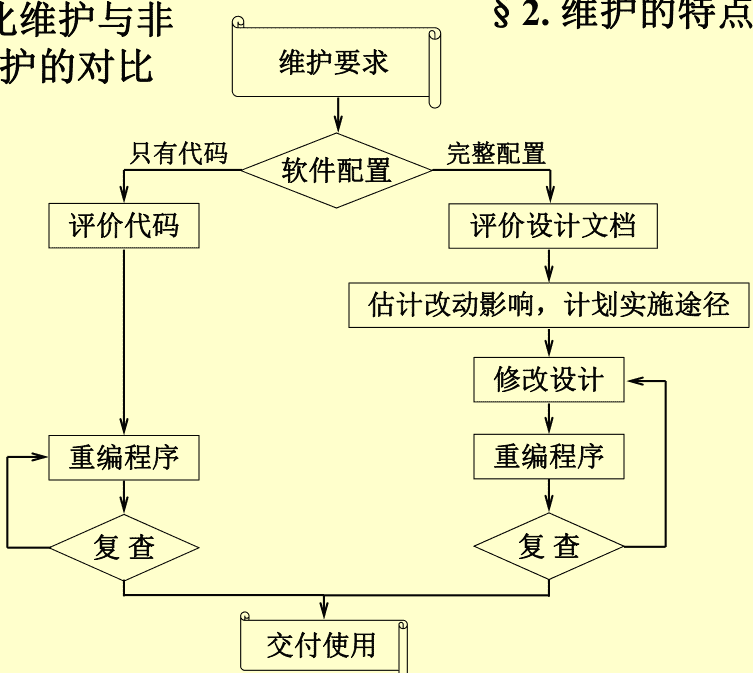 维护与非
护的对比
§ 2. 维护的特点
维护要求
只有代码
软件配置
完整配置
评价代码
评价设计文档
估计改动影响，计划实施途径
修改设计
重编程序
重编程序
复 查
复 查
交付使用